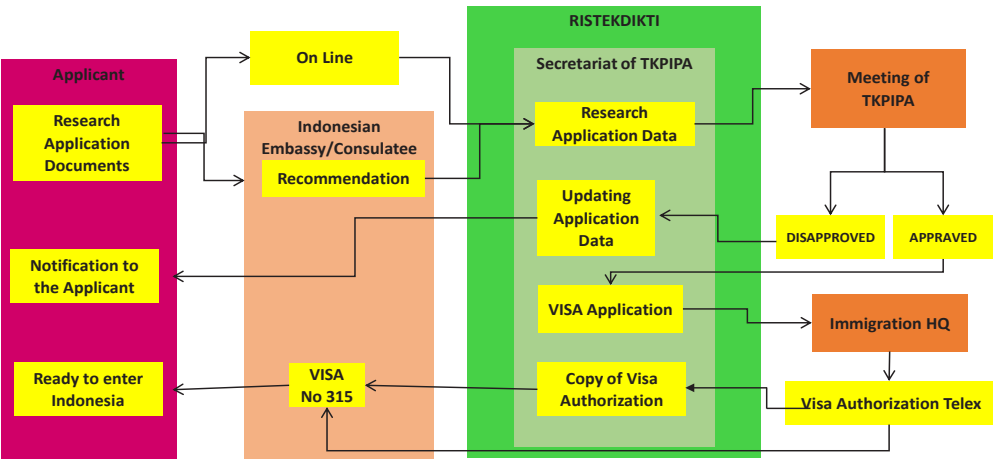 RISTEKDIKTI
Applicant
On Line
Secretariat of TKPIPA
Meeting of
TKPIPA
Research
Application
Documents
Indonesian
Embassy/Consulatee
Recommendation
Research
Application Data
Updating
Application
Data
DISAPPROVED
APPRAVED
Notification to
the Applicant
VISA Application
Immigration HQ
Ready to enter
Indonesia
VISA
No 315
Copy of Visa
Authorization
Visa Authorization Telex